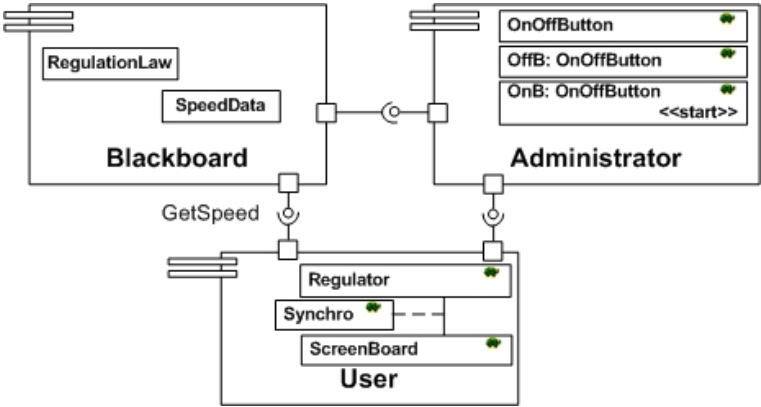 RegulationLaw
SpeedData
Blackboard
OnOffButton
OffB: OnOffButton
OnB: OnOffButton
<<start>>
Administrator
GetSpeed
Regulator
Synchro
ScreenBoard
User